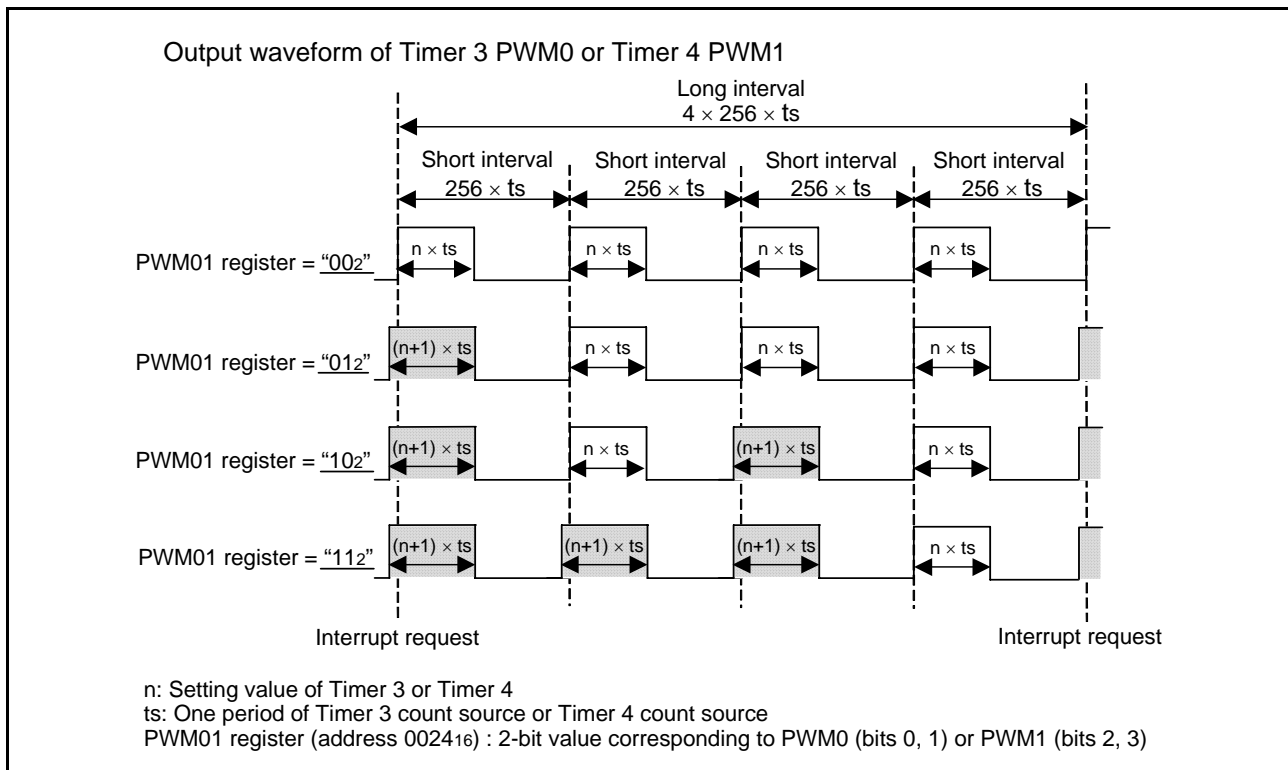 Output waveform of Timer 3 PWM0 or Timer 4 PWM1
Long interval
4 × 256 × ts
Short interval Short interval Short interval Short interval
256 × ts 256 × ts 256 × ts 256 × ts
PWM01 register = “002” n × ts n × ts n × ts n × ts
PWM01 register = “012” (n+1) × ts n × ts n × ts n × ts
PWM01 register = “102” (n+1) × ts n × ts (n+1) × ts n × ts
PWM01 register = “112” (n+1) × ts (n+1) × ts (n+1) × ts n × ts
Interrupt request Interrupt request
n: Setting value of Timer 3 or Timer 4
ts: One period of Timer 3 count source or Timer 4 count source
PWM01 register (address 002416) : 2-bit value corresponding to PWM0 (bits 0, 1) or PWM1 (bits 2, 3)